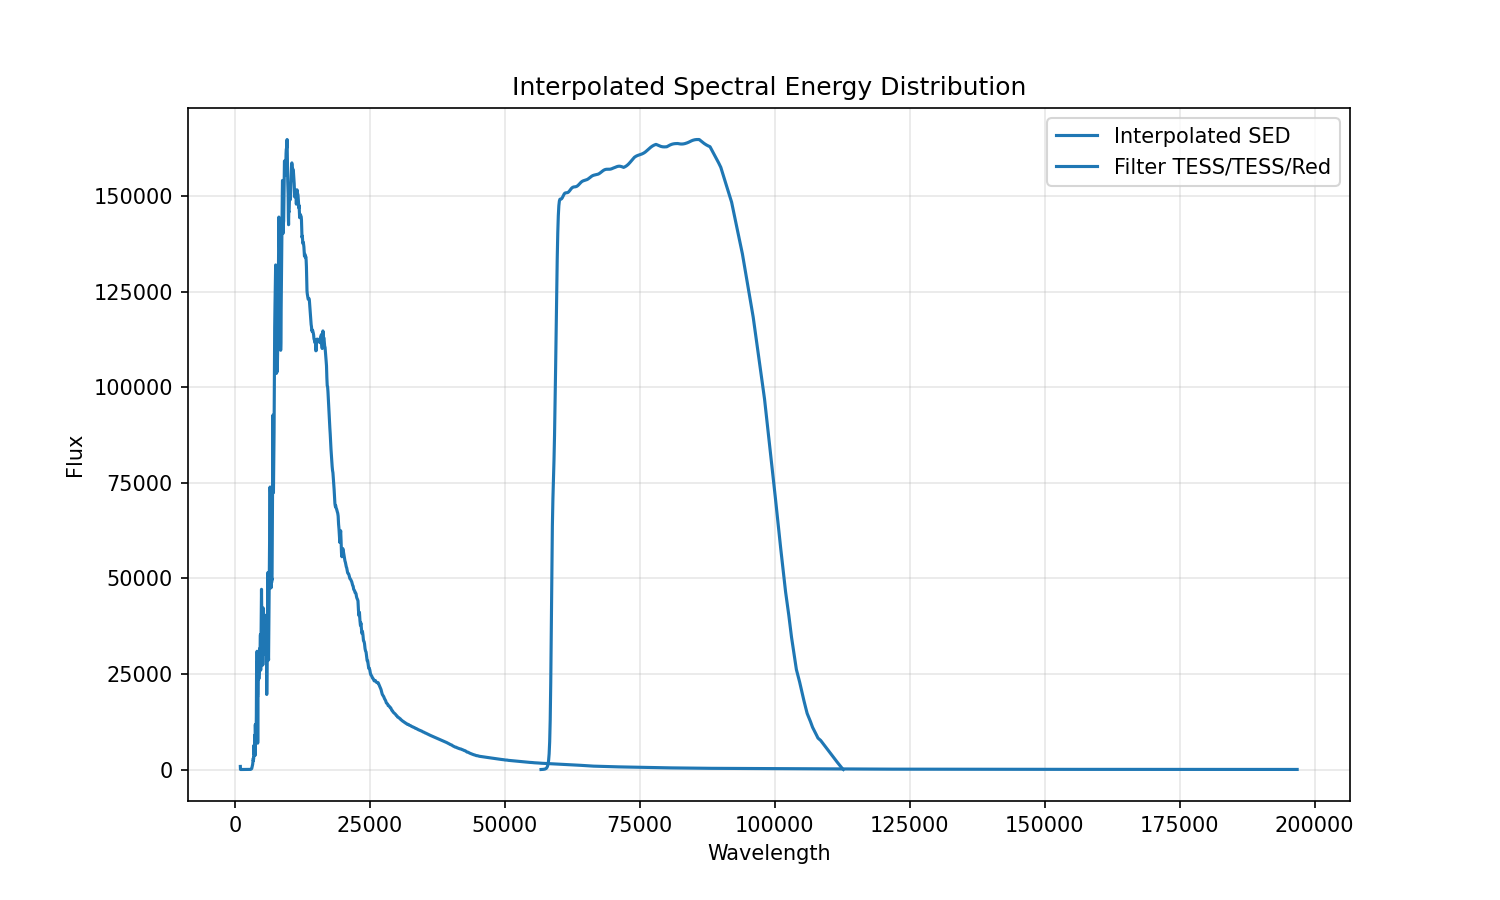 Interpolated Spectral Energy Distribution
Interpolated SED
Filter TESS/TESS/Red
Flux
150000
125000
100000
75000
50000
25000
0
0 25000 50000 75000 100000 125000 150000 175000 200000
Wavelength